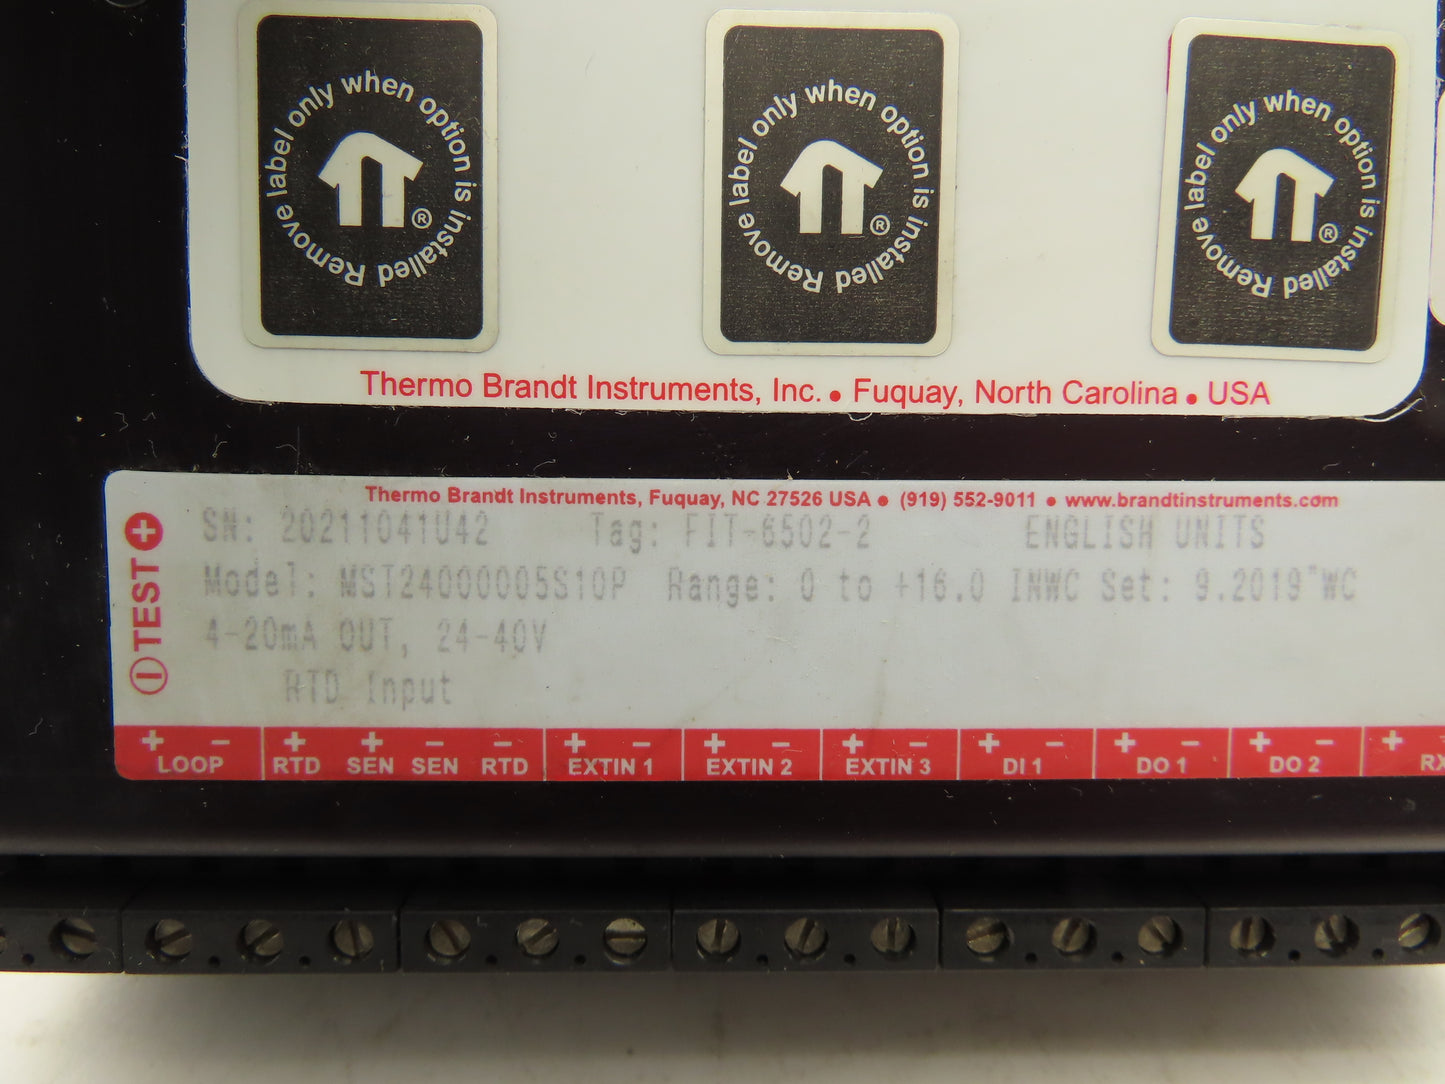 Remove label only when option is installed ®
Remove label only when option is installed ®
Remove label only when option is installed ®
Thermo Brandt Instruments, Inc. • Fuquay, North Carolina • USA
Thermo Brandt Instruments, Fuquay, NC 27526 USA • (919) 552-9011 • www.brandtinstruments.com
SN: 20211041U42 Tag: FIT-6502-2 ENGLISH UNITS
Model: MST24000005S10P Range: 0 to +16.0 INWC Set: 9.2019"WC
4-20mA OUT, 24-40V
RTD Input
TEST
+ - + + - - + - + - + - + - + - + - + -
LOOP RTD SEN SEN RTD EXTIN 1 EXTIN 2 EXTIN 3 DI 1 DO 1 DO 2 RX